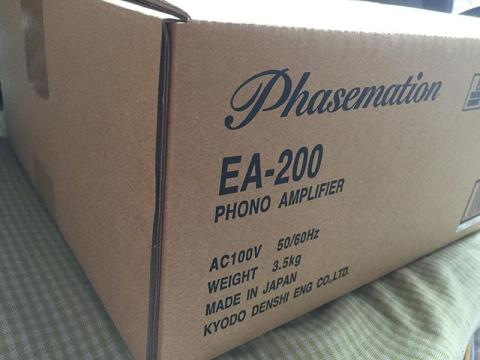 Phasemation
EA-200
PHONO AMPLIFIER
AC100V 50/60Hz
WEIGHT 3.5kg
MADE IN JAPAN
KYODO DENSHI ENG CO.,LTD.